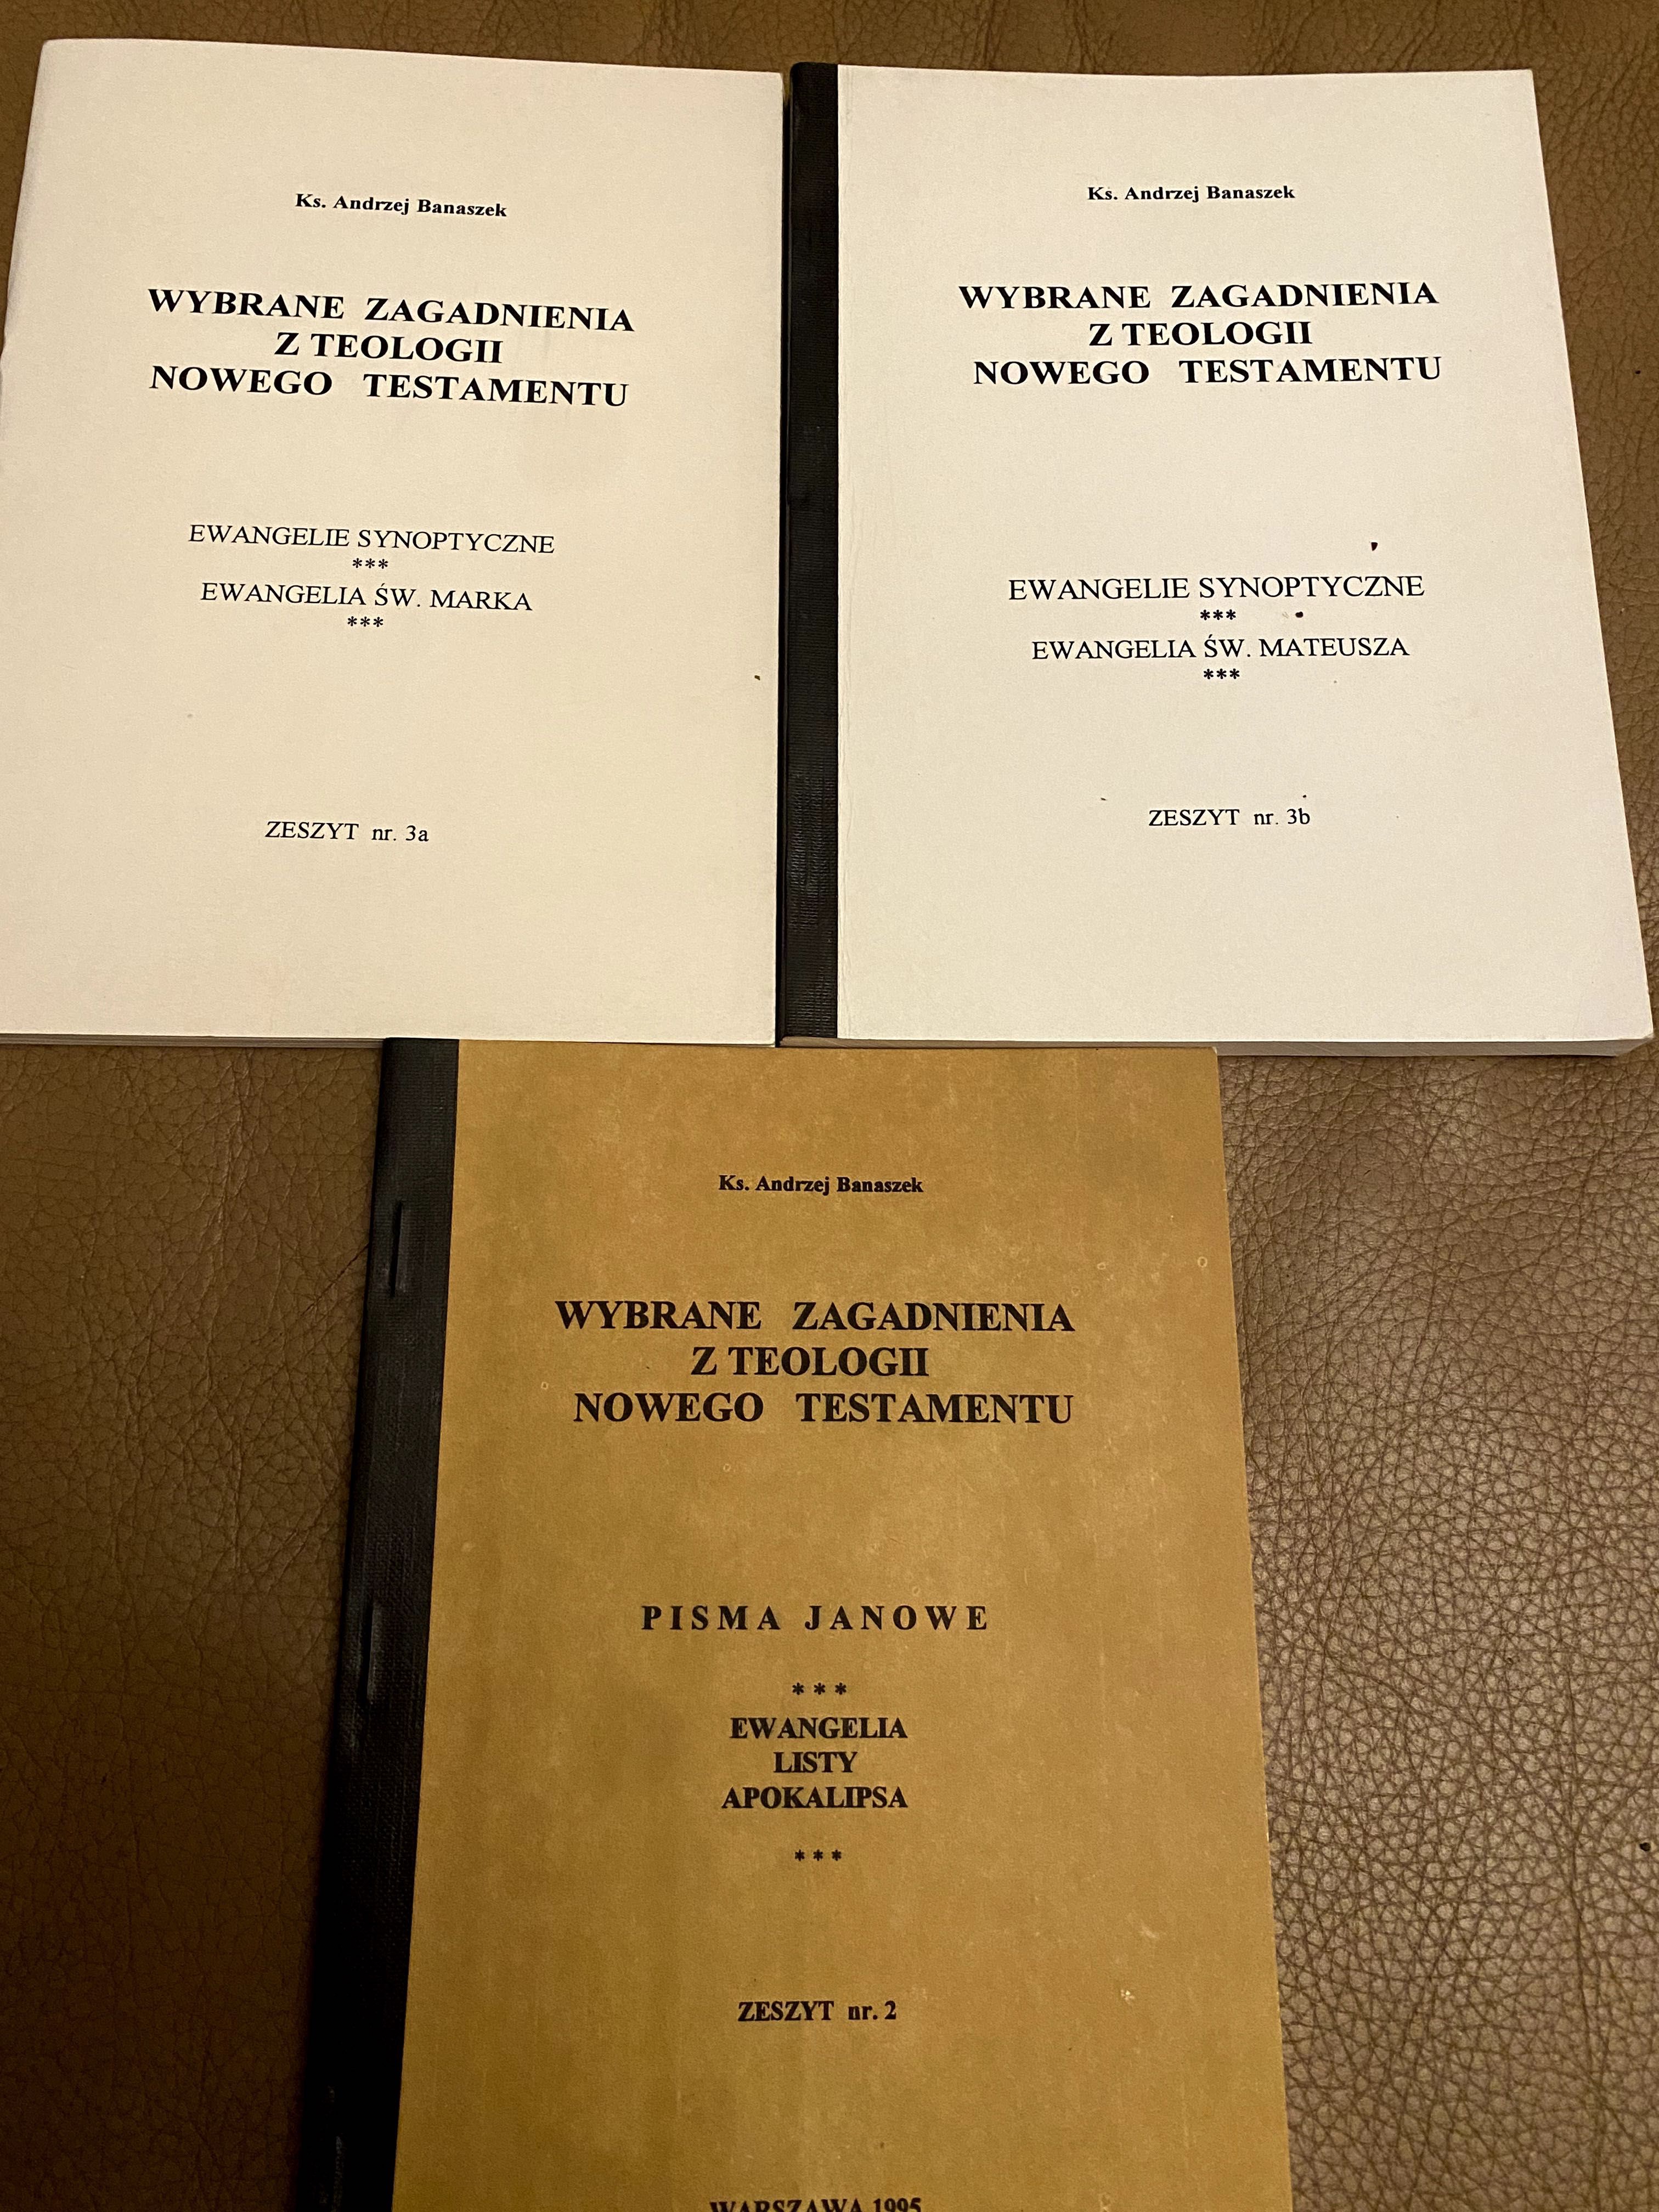 Ks. Andrzej Banaszek
WYBRANE ZAGADNIENIA
Z TEOLOGII
NOWEGO TESTAMENTU
EWANGELIE SYNOPTYCZNE
***
EWANGELIA ŚW. MARKA
***
ZESZYT nr. 3a
Ks. Andrzej Banaszek
WYBRANE ZAGADNIENIA
Z TEOLOGII
NOWEGO TESTAMENTU
EWANGELIE SYNOPTYCZNE
***
EWANGELIA ŚW. MATEUSZA
***
ZESZYT nr. 3b
Ks. Andrzej Banaszek
WYBRANE ZAGADNIENIA
Z TEOLOGII
NOWEGO TESTAMENTU
PISMA JANOWE
* * *
EWANGELIA
LISTY
APOKALIPSA
* * *
ZESZYT nr. 2
WARSZAWA 1995